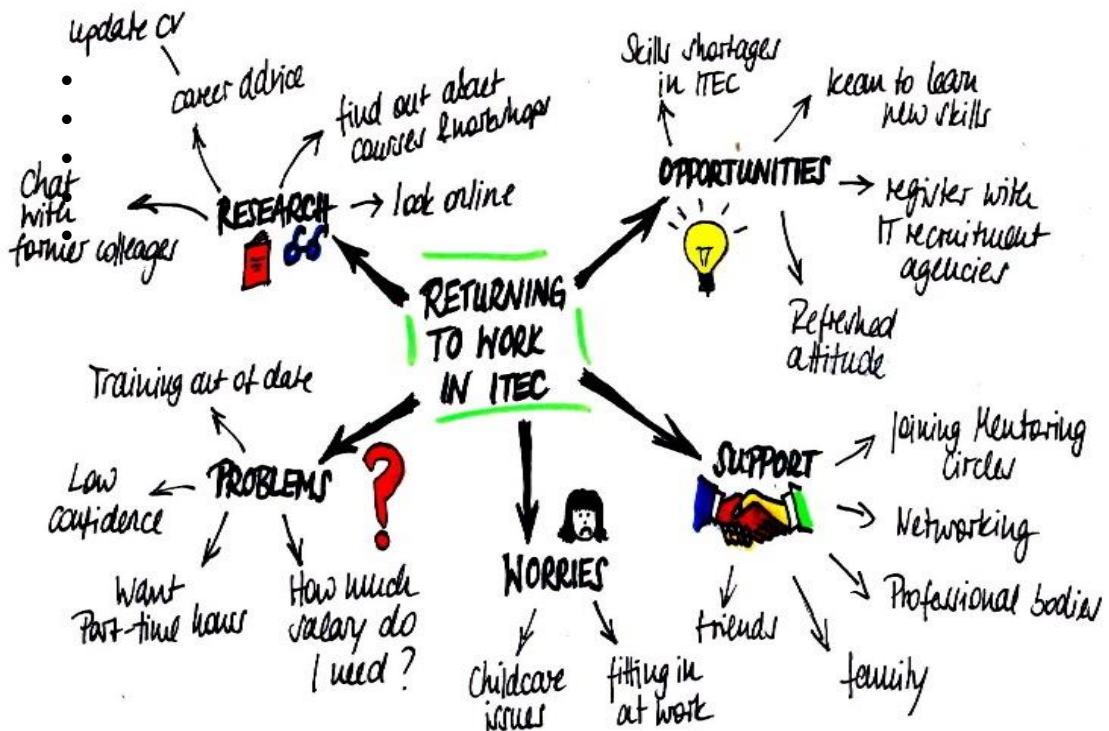 update CV
career advice
find out about
courses & workshops
Chat
with
former colleages
RESEARCH
look online
Skills shortages
in ITEC
keen to learn
new skills
OPPORTUNITIES
register with
IT recruitment
agencies
Refreshed
attitude
RETURNING
TO WORK
IN ITEC
Training out of date
PROBLEMS
Low
confidence
Want
Part-time hours
How much
salary do
I need?
WORRIES
Childcare
issues
fitting in
at work
SUPPORT
Joining Mentoring
Circles
Networking
Professional bodies
family
friends